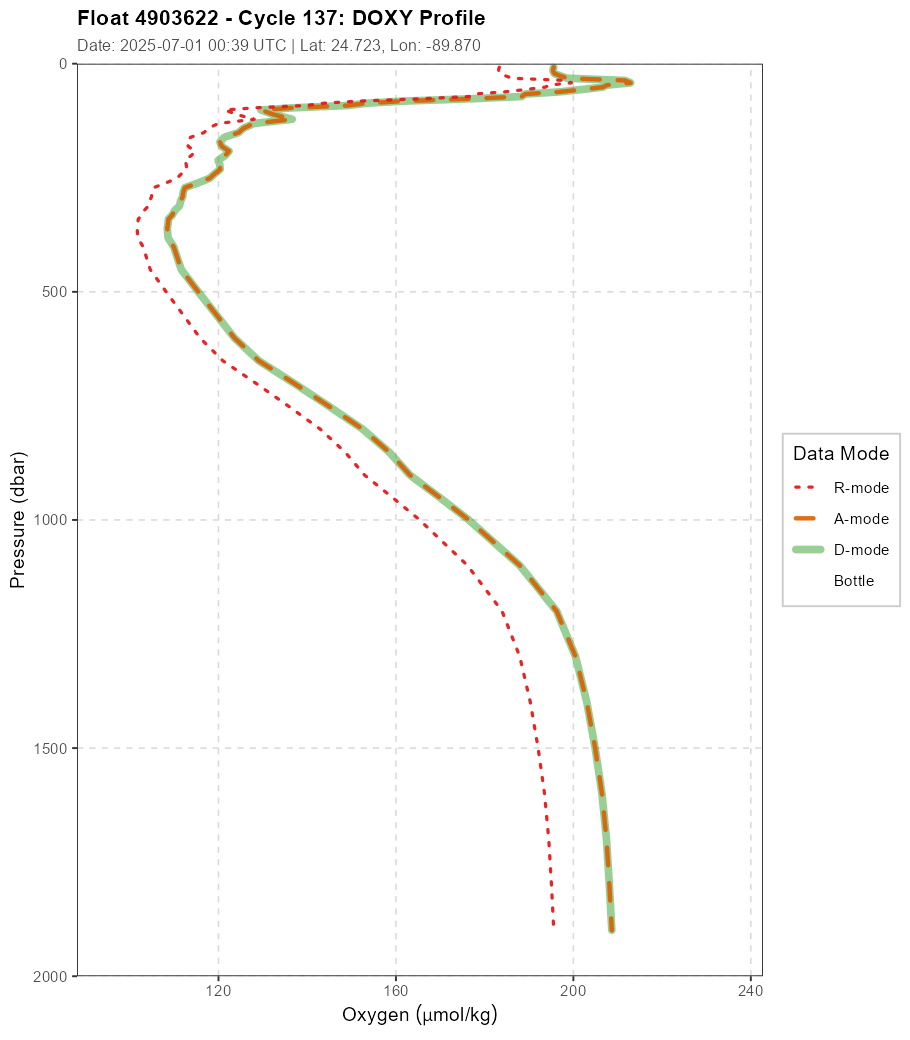 Float 4903622 - Cycle 137: DOXY Profile
Date: 2025-07-01 00:39 UTC | Lat: 24.723, Lon: -89.870
0
500
1000
1500
2000
Pressure (dbar)
120
160
200
240
Oxygen (μmol/kg)
Data Mode
R-mode
A-mode
D-mode
Bottle